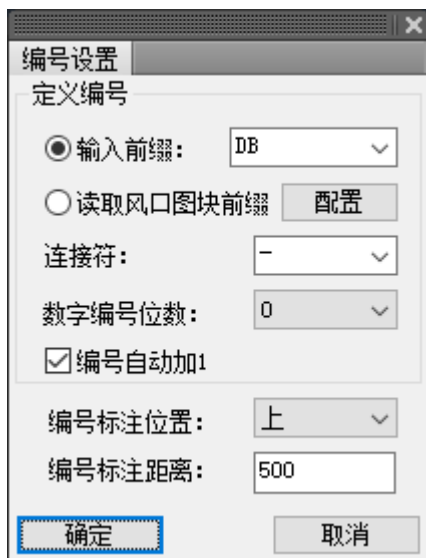 编号设置
定义编号
输入前缀: DB
读取风口图块前缀 配置
连接符: -
数字编号位数: 0
编号自动加1
编号标注位置: 上
编号标注距离: 500
确定 取消